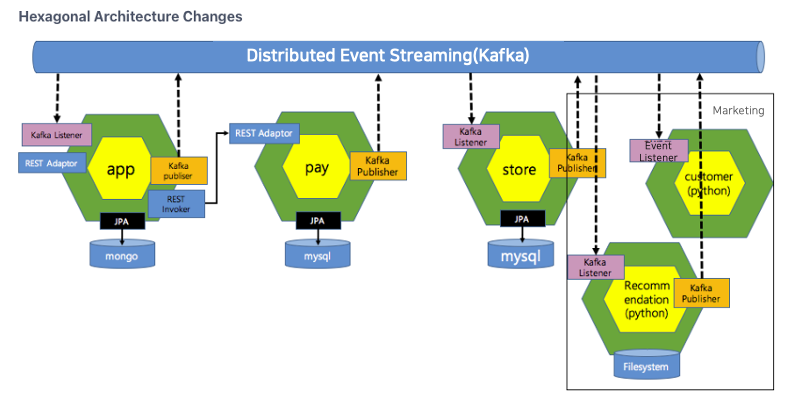 Hexagonal Architecture Changes
Distributed Event Streaming(Kafka)
Marketing
Kafka Listener
REST Adaptor
app
Kafka
publiser
REST
Invoker
JPA
mongo
REST Adaptor
pay
Kafka
Publisher
JPA
mysql
Kafka
Listener
store
Kafka
Publisher
JPA
mysql
Event
Listener
customer
(python)
Kafka
Listener
Recomm
endation
(python)
Kafka
Publisher
Filesystem